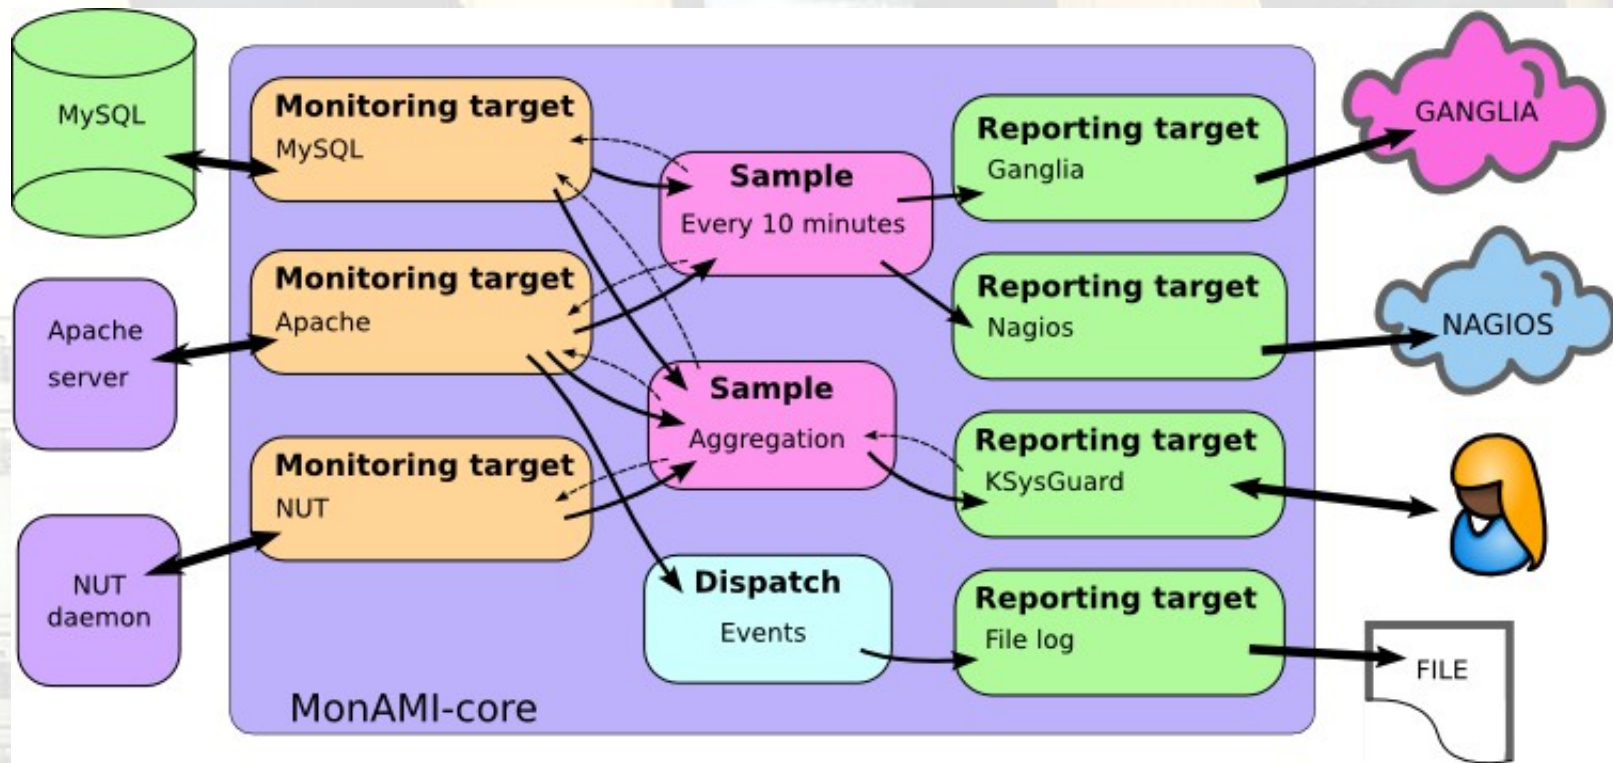 MySQL
Apache
server
NUT
daemon
Monitoring target
MySQL
Monitoring target
Apache
Monitoring target
NUT
MonAMI-core
Sample
Every 10 minutes
Sample
Aggregation
Dispatch
Events
Reporting target
Ganglia
Reporting target
Nagios
Reporting target
KSysGuard
Reporting target
File log
GANGLIA
NAGIOS
FILE